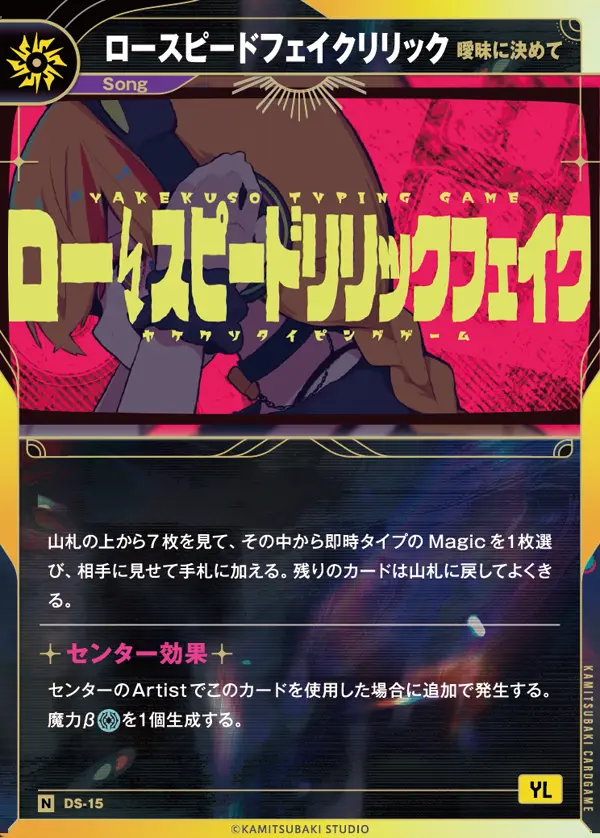 ロースピードフェイクリリック 曖昧に決めて
Song
YAKEKUSO TYPING GAME
ロースピードリリックフェイク
ヤケクソタイピングゲーム
山札の上から7枚を見て、その中から即時タイプの Magic を1枚選
び、相手に見せて手札に加える。残りのカードは山札に戻してよくき
る。
センター効果
センターのArtistでこのカードを使用した場合に追加で発生する。
魔力βを1個生成する。
KAMITSUBAKI CARDGAME
YL
N DS-15
©KAMITSUBAKI STUDIO